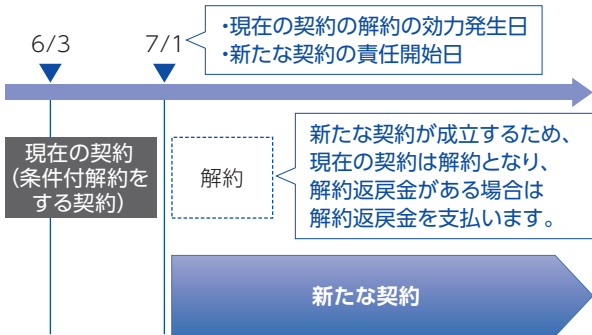 6/3
7/1
・現在の契約の解約の効力発生日
・新たな契約の責任開始日
現在の契約
(条件付解約を
する契約)
解約
新たな契約が成立するため、
現在の契約は解約となり、
解約返戻金がある場合は
解約返戻金を支払います。
新たな契約